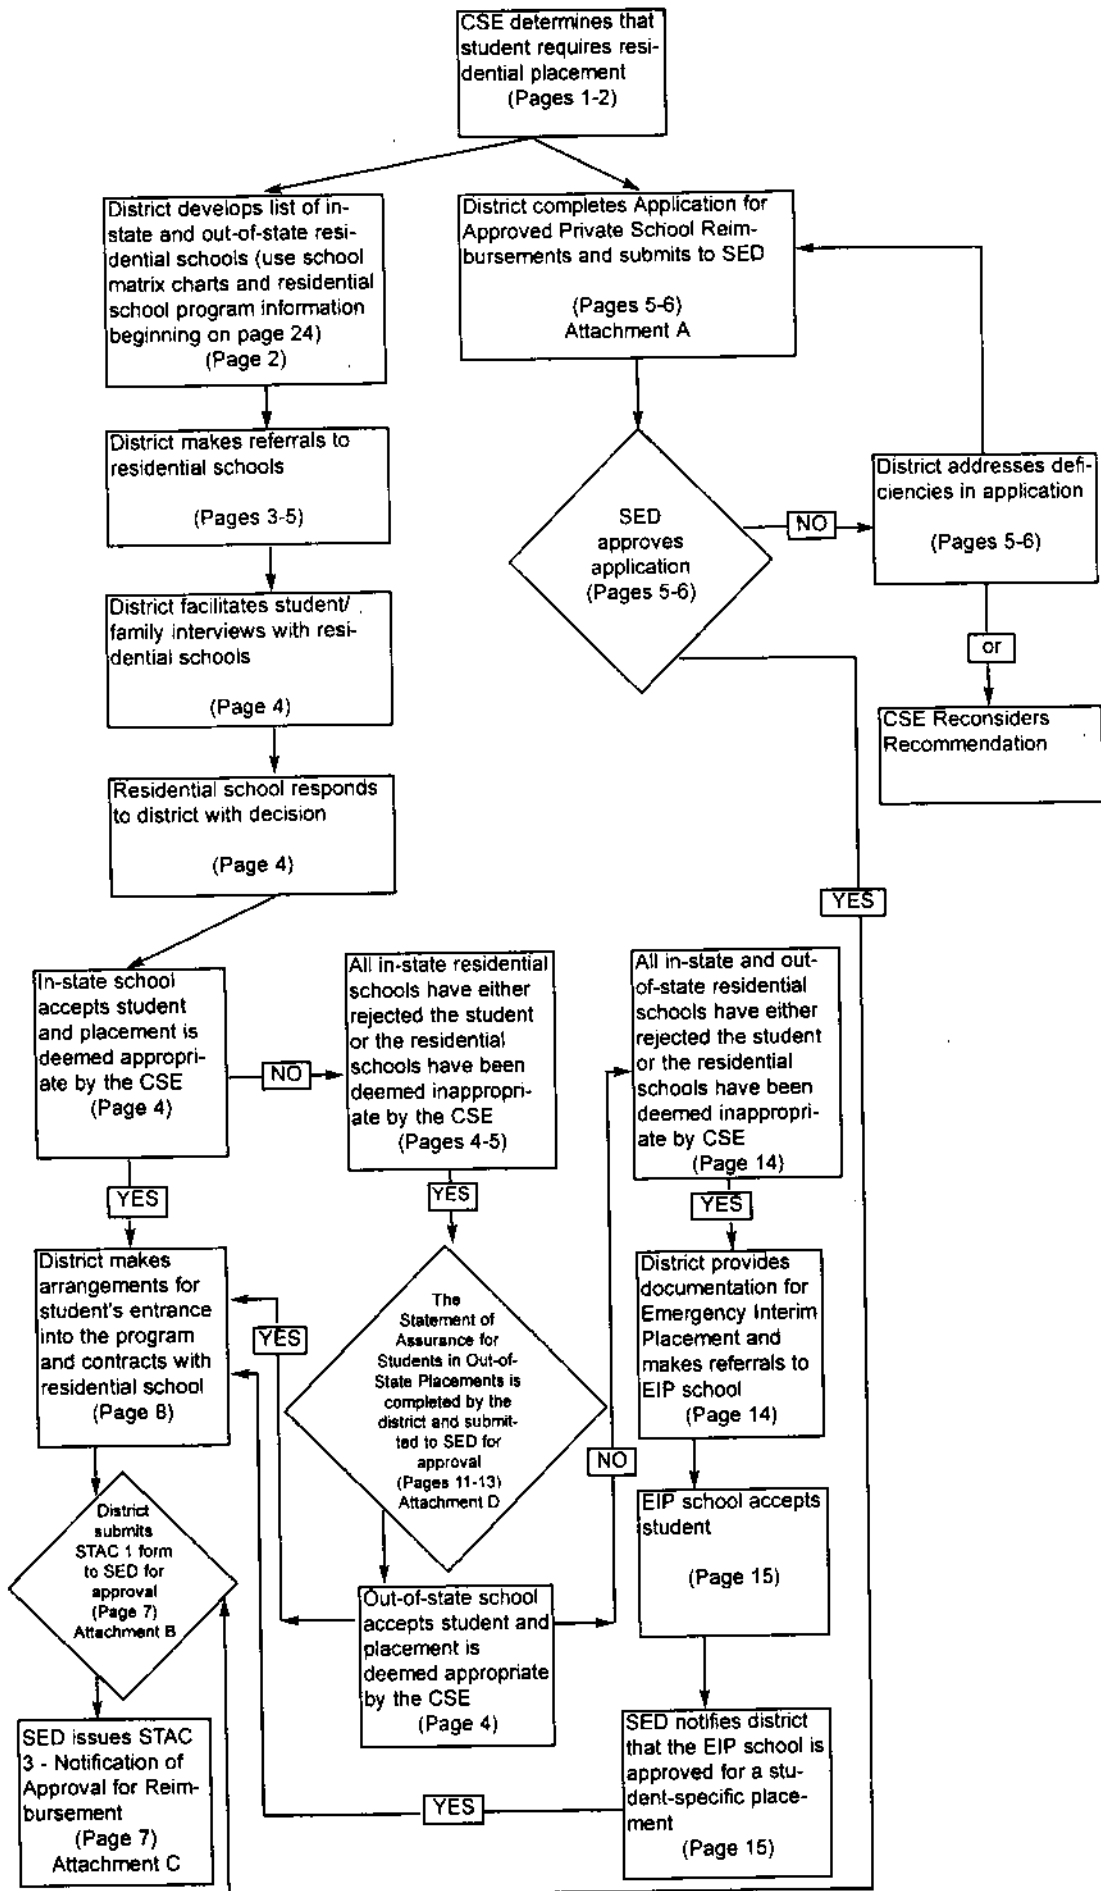 CSE determines that
student requires resi-
dential placement
(Pages 1-2)
District develops list of in-
state and out-of-state resi-
dential schools (use school
matrix charts and residential
school program information
beginning on page 24)
(Page 2)
District completes Application for
Approved Private School Reim-
bursements and submits to SED
(Pages 5-6)
Attachment A
District makes referrals to
residential schools
(Pages 3-5)
SED
approves
application
(Pages 5-6)
NO
District addresses defi-
ciencies in application
(Pages 5-6)
or
CSE Reconsiders
Recommendation
District facilitates student/
family interviews with resi-
dential schools
(Page 4)
Residential school responds
to district with decision
(Page 4)
YES
In-state school
accepts student
and placement is
deemed appropri-
ate by the CSE
(Page 4)
NO
All in-state residential
schools have either
rejected the student
or the residential
schools have been
deemed inappropri-
ate by the CSE
(Pages 4-5)
All in-state and out-
of-state residential
schools have either
rejected the student
or the residential
schools have been
deemed inappropri-
ate by CSE
(Page 14)
YES
YES
YES
District makes
arrangements for
student's entrance
into the program
and contracts with
residential school
(Page 8)
YES
The
Statement of
Assurance for
Students in Out-of-
State Placements is
completed by the
district and submit-
ted to SED for
approval
(Pages 11-13)
Attachment D
NO
District provides
documentation for
Emergency Interim
Placement and
makes referrals to
EIP school
(Page 14)
District
submits
STAC 1 form
to SED for
approval
(Page 7)
Attachment B
Out-of-state school
accepts student and
placement is
deemed appropriate
by the CSE
(Page 4)
EIP school accepts
student
(Page 15)
SED issues STAC
3 - Notification of
Approval for Reim-
bursement
(Page 7)
Attachment C
YES
SED notifies district
that the EIP school is
approved for a stu-
dent-specific place-
ment
(Page 15)